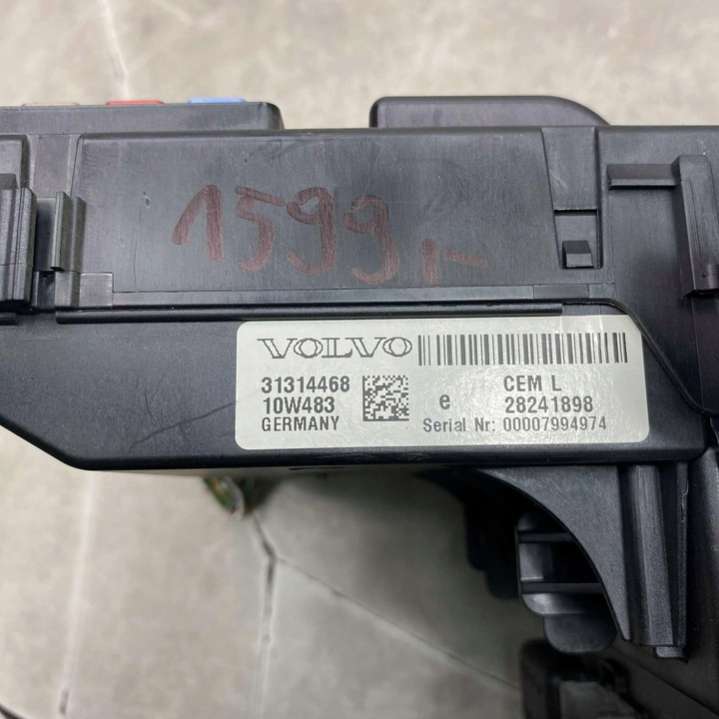 1599,-
VOLVO
31314468
10W483
GERMANY
e
CEM L
28241898
Serial Nr: 00007994974